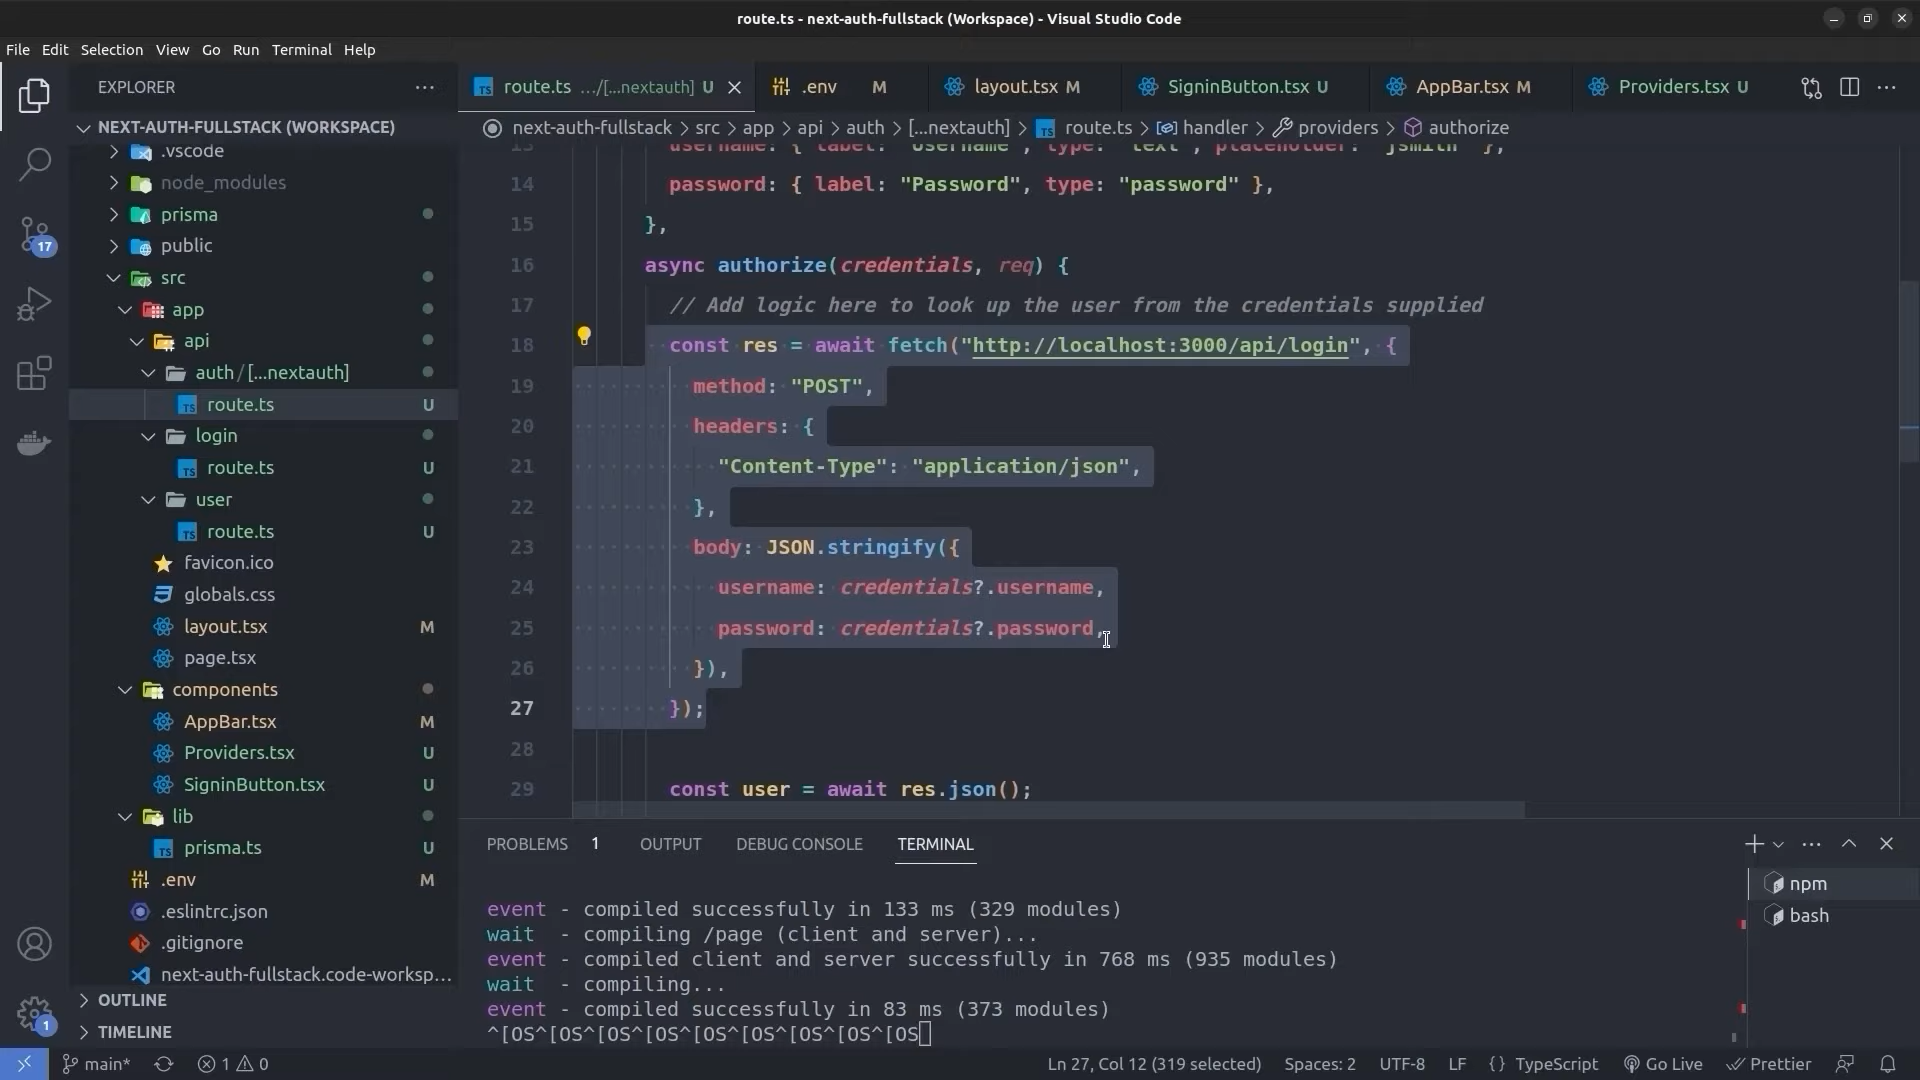 route.ts - next-auth-fullstack (Workspace) - Visual Studio Code
File Edit Selection View Go Run Terminal Help
EXPLORER
NEXT-AUTH-FULLSTACK (WORKSPACE)
.vscode
node_modules
prisma
public
src
app
api
auth/[...nextauth]
route.ts U
login
route.ts U
user
route.ts U
favicon.ico
globals.css
layout.tsx M
page.tsx
components
AppBar.tsx M
Providers.tsx U
SigninButton.tsx U
lib
prisma.ts U
.env M
.eslintrc.json
.gitignore
next-auth-fullstack.code-worksp...
OUTLINE
TIMELINE
17
1
route.ts .../[...nextauth] U .env M layout.tsx M SigninButton.tsx U AppBar.tsx M Providers.tsx U
next-auth-fullstack > src > app > api > auth > [...nextauth] > route.ts > handler > providers > authorize
13 username: { label: "Username", type: "text", placeholder: "jsmith" },
14 password: { label: "Password", type: "password" },
15 },
16 async authorize(credentials, req) {
17 // Add logic here to look up the user from the credentials supplied
18 const res = await fetch("http://localhost:3000/api/login", {
19 method: "POST",
20 headers: {
21 "Content-Type": "application/json",
22 },
23 body: JSON.stringify({
24 username: credentials?.username,
25 password: credentials?.password,
26 }),
27 });
28
29 const user = await res.json();
PROBLEMS 1 OUTPUT DEBUG CONSOLE TERMINAL
event - compiled successfully in 133 ms (329 modules)
wait - compiling /page (client and server)...
event - compiled client and server successfully in 768 ms (935 modules)
wait - compiling...
event - compiled successfully in 83 ms (373 modules)
^[OS^[OS^[OS^[OS^[OS^[OS^[OS^[OS^[OS
npm
bash
main* 1 0 Ln 27, Col 12 (319 selected) Spaces: 2 UTF-8 LF {} TypeScript Go Live Prettier